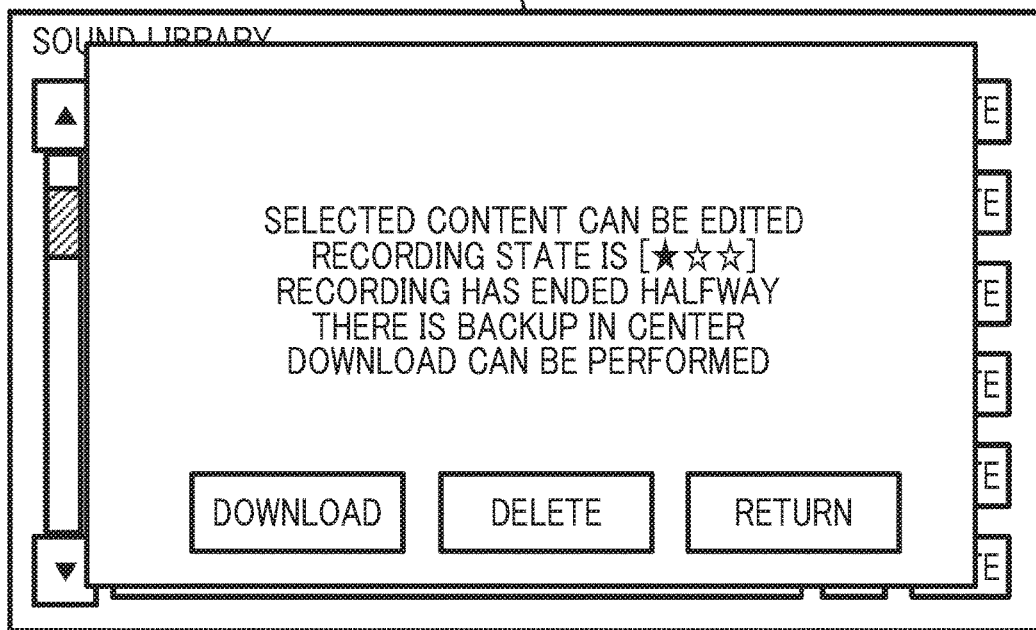 SOUND LIBRARY
▲
SELECTED CONTENT CAN BE EDITED
RECORDING STATE IS [★☆☆]
RECORDING HAS ENDED HALFWAY
THERE IS BACKUP IN CENTER
DOWNLOAD CAN BE PERFORMED
DOWNLOAD
DELETE
RETURN
▼